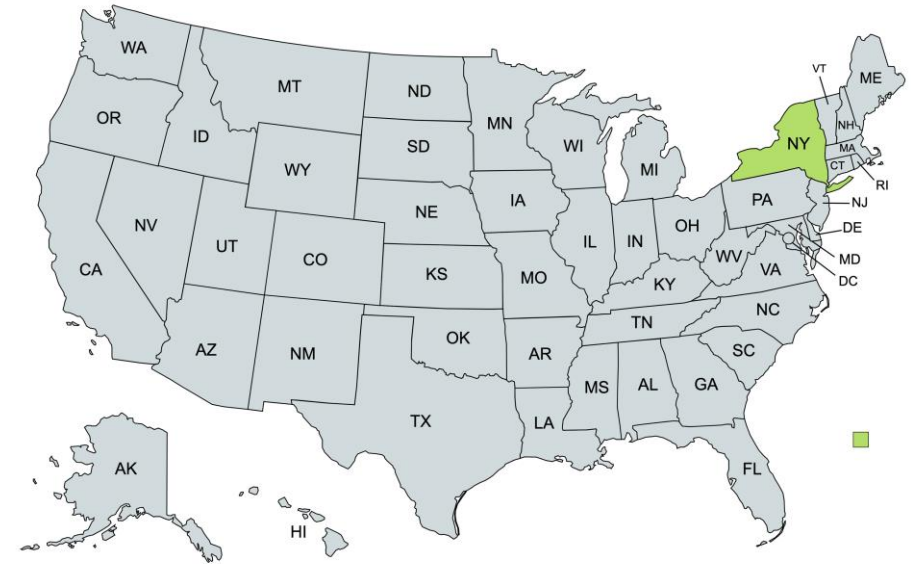 WA
MT
ND
MN
VT
ME
OR
ID
SD
WI
MI
NY
NH
MA
CT
RI
WY
IA
PA
NJ
NV
NE
OH
DE
UT
IL
IN
WV
MD
CA
CO
KS
MO
KY
VA
DC
NC
TN
OK
AR
SC
AZ
NM
MS
AL
GA
TX
LA
FL
AK
HI